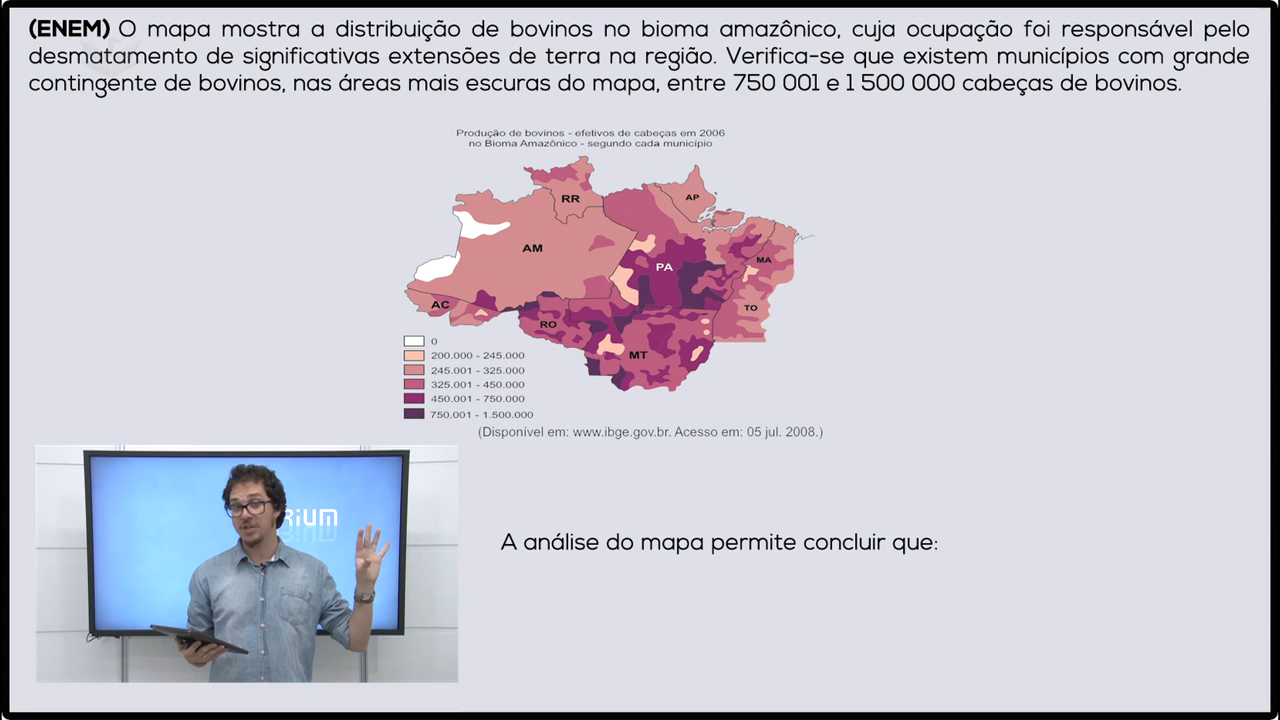 (ENEM) O mapa mostra a distribuição de bovinos no bioma amazônico, cuja ocupação foi responsável pelo
desmatamento de significativas extensões de terra na região. Verifica-se que existem municípios com grande
contingente de bovinos, nas áreas mais escuras do mapa, entre 750 001 e 1 500 000 cabeças de bovinos.
Produção de bovinos - efetivos de cabeças em 2006
no Bioma Amazônico - segundo cada município
RR
AP
AM
PA
MA
AC
TO
RO
MT
0
200.000 - 245.000
245.001 - 325.000
325.001 - 450.000
450.001 - 750.000
750.001 - 1.500.000
(Disponível em: www.ibge.gov.br. Acesso em: 05 jul. 2008.)
RIUM
A análise do mapa permite concluir que: